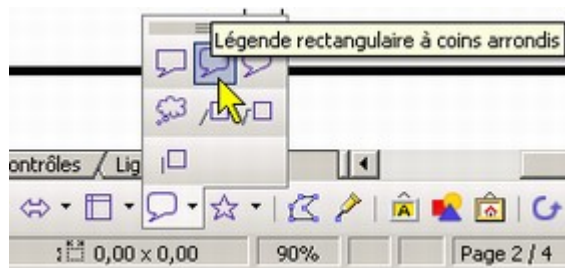 Légende rectangulaire à coins arrondis
ontrôles / Lig
0,00 x 0,00 90% Page 2 / 4